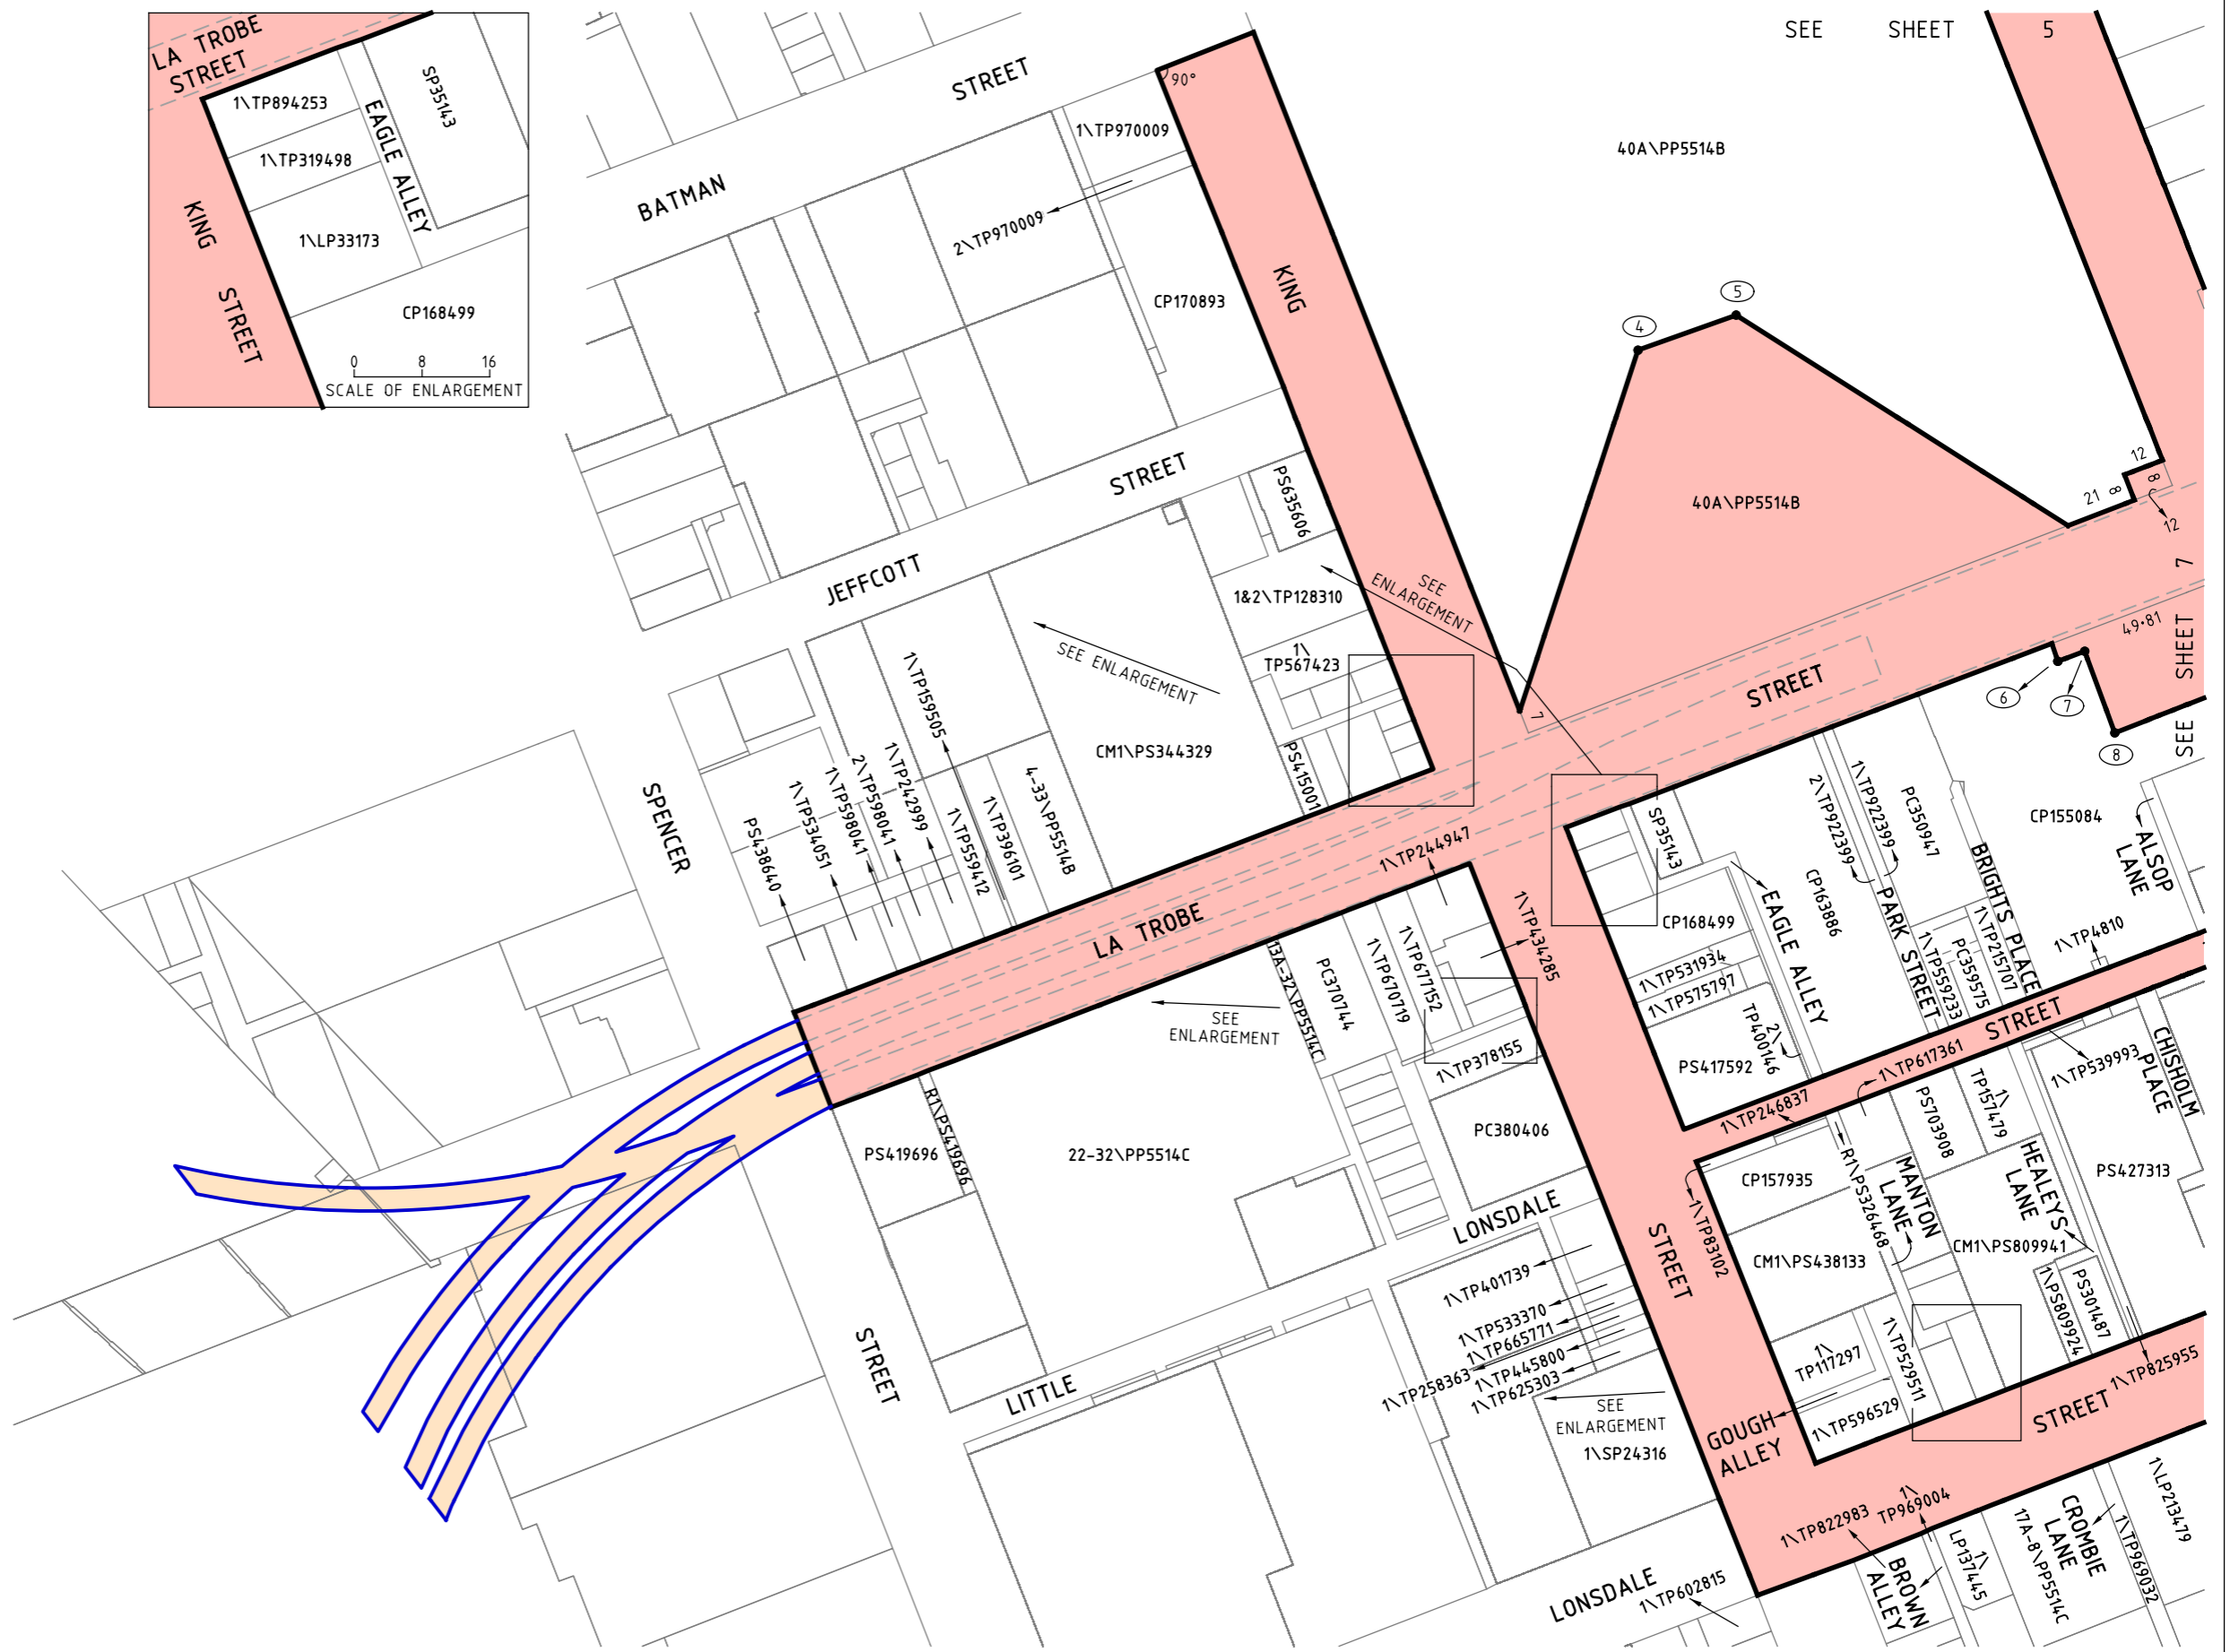 LA TROBE
STREET
1\TP894253
SP35143
EAGLE ALLEY
1\TP319498
KING STREET
1\LP33173
CP168499
0 8 16
SCALE OF ENLARGEMENT
SEE SHEET 5
BATMAN STREET
90°
1\TP970009
2\TP970009
CP170893
KING
40A\PP5514B
4
5
40A\PP5514B
12
8
21
8
12
7
SEE SHEET 7
49·81
6
7
8
JEFFCOTT STREET
PS635606
1&2\TP128310
1\
TP567423
PS415001
SEE
ENLARGEMENT
SEE ENLARGEMENT
CM1\PS344329
SPENCER
PS438640
1\TP534051
1\TP598041
2\TP598041
1\TP242999
1\TP159505
1\TP559412
1\TP396101
4-33\PP5514B
LA TROBE
STREET
1\TP244947
1\TP434285
13A-32\PP5514C
PC370744
1\TP670719
1\TP677152
1\TP378155
SEE
ENLARGEMENT
PC380406
SP35143
CP168499
EAGLE ALLEY
1\TP531934
1\TP575797
PS417592
2\
TP400146
CP163886
2\TP922399
1\TP922399
PC350947
PARK STREET
BRIGHTS PLACE
1\TP559233
PC359575
1\TP215707
CP155084
ALSOP
LANE
1\TP4810
STREET
1\TP617361
1\TP246837
1\TP539993
CHISHOLM
PLACE
PS419696
R1\PS419696
22-32\PP5514C
LITTLE
LONSDALE
STREET
STREET
1\TP83102
CP157935
CM1\PS438133
R1\PS326468
MANTON
LANE
PS703908
1\
TP157479
HEALEYS
LANE
CM1\PS809941
PS427313
1\PS809924
PS301487
1\TP825955
1\
TP117297
1\TP529511
1\TP596529
GOUGH
ALLEY
1\TP401739
1\TP533370
1\TP665771
1\TP258363
1\TP445800
1\TP625303
SEE
ENLARGEMENT
1\SP24316
STREET
LONSDALE
1\TP602815
1\TP822983
1\
TP969004
BROWN
ALLEY
1\
LP137445
17A-8\PP5514C
CROMBIE
LANE
1\TP969032
1\LP213479